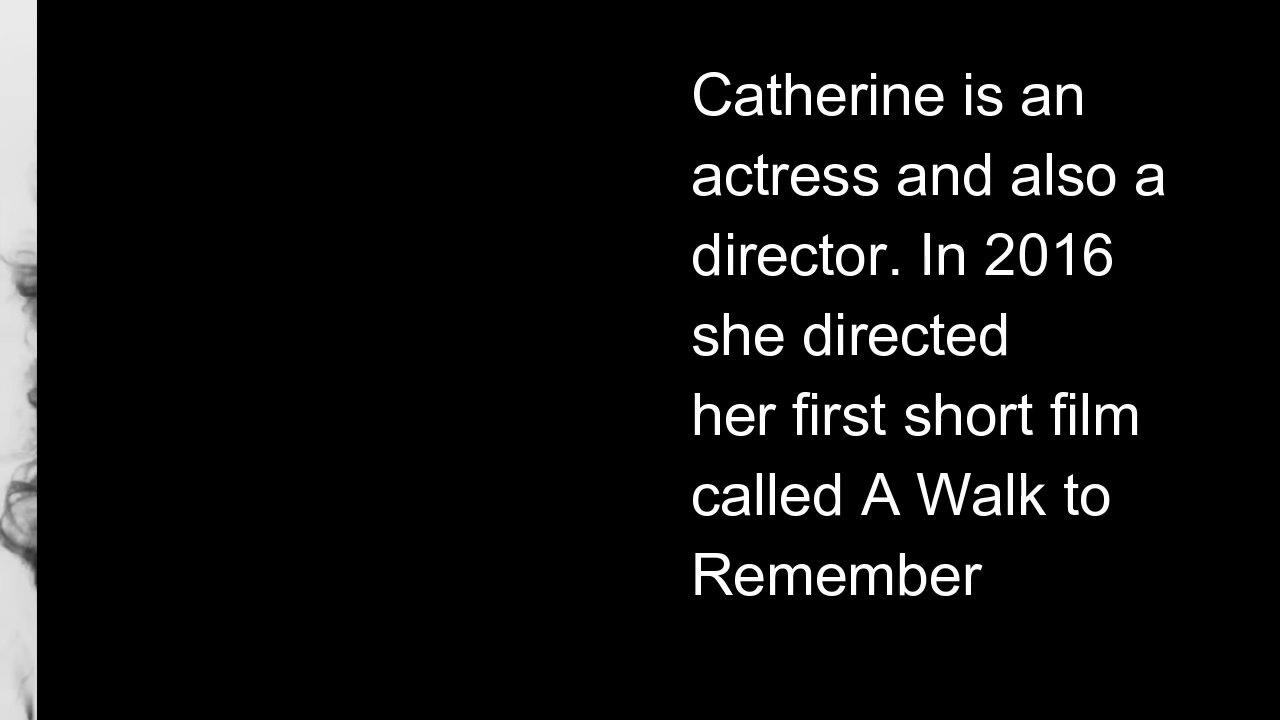 Catherine is an
actress and also a
director. In 2016
she directed
her first short film
called A Walk to
Remember